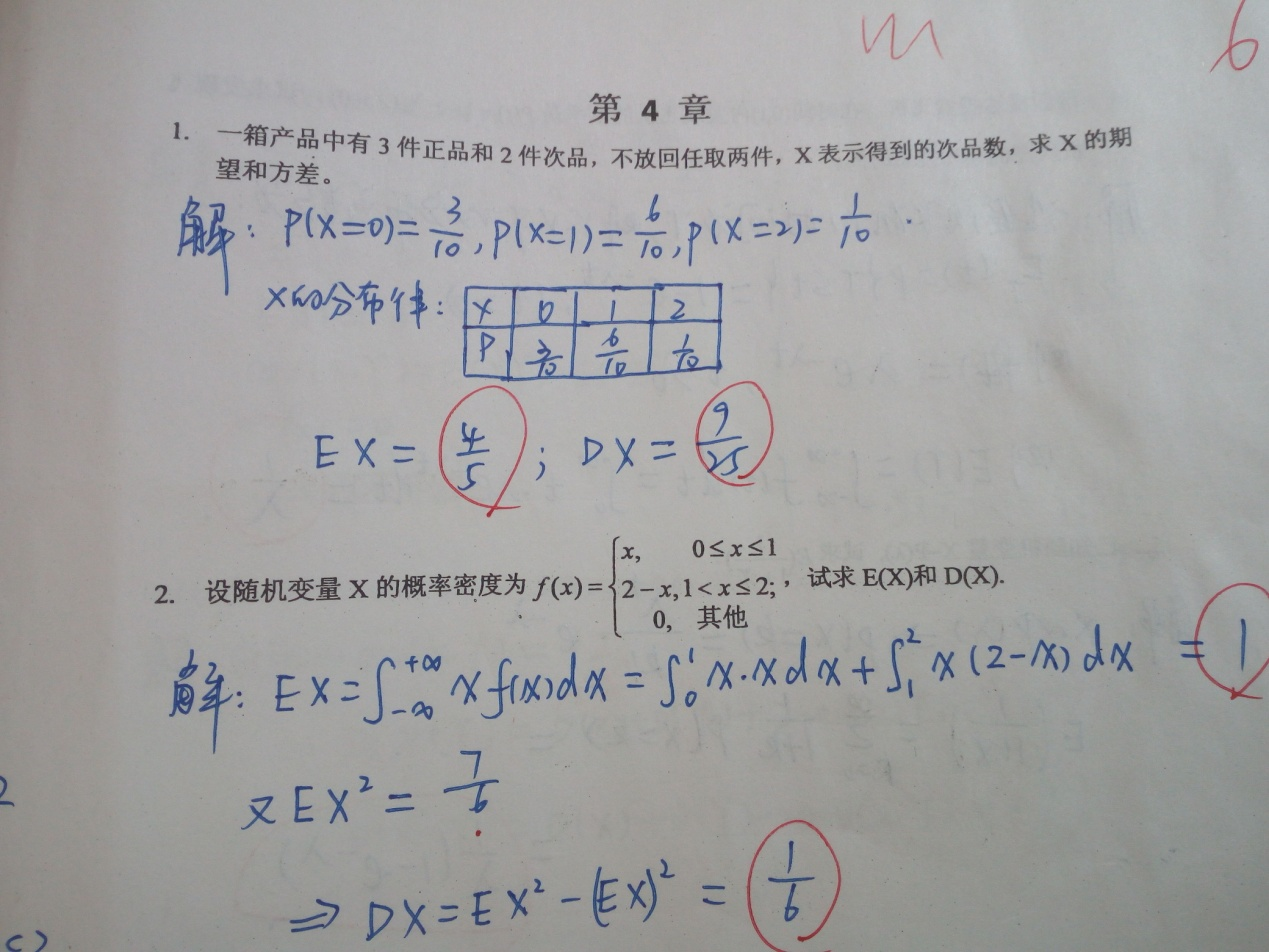 第 4 章
1. 一箱产品中有 3 件正品和 2 件次品，不放回任取两件，X 表示得到的次品数，求 X 的期
望和方差。
解：P(X=0)=3/10, P(X=1)=6/10, P(X=2)=1/10.
X的分布律：
X 0 1 2
P 3/10 6/10 1/10
EX=4/5；DX=9/25
2. 设随机变量 X 的概率密度为 f(x)={x, 0≤x≤1
2−x,1<x≤2;，试求 E(X)和 D(X).
0, 其他
解：EX=∫_{-∞}^{+∞} x f(x)dx=∫_0^1 x·x dx+∫_1^2 x(2-x)dx =1
又EX²=7/6
⇒DX=EX²-(EX)²=1/6